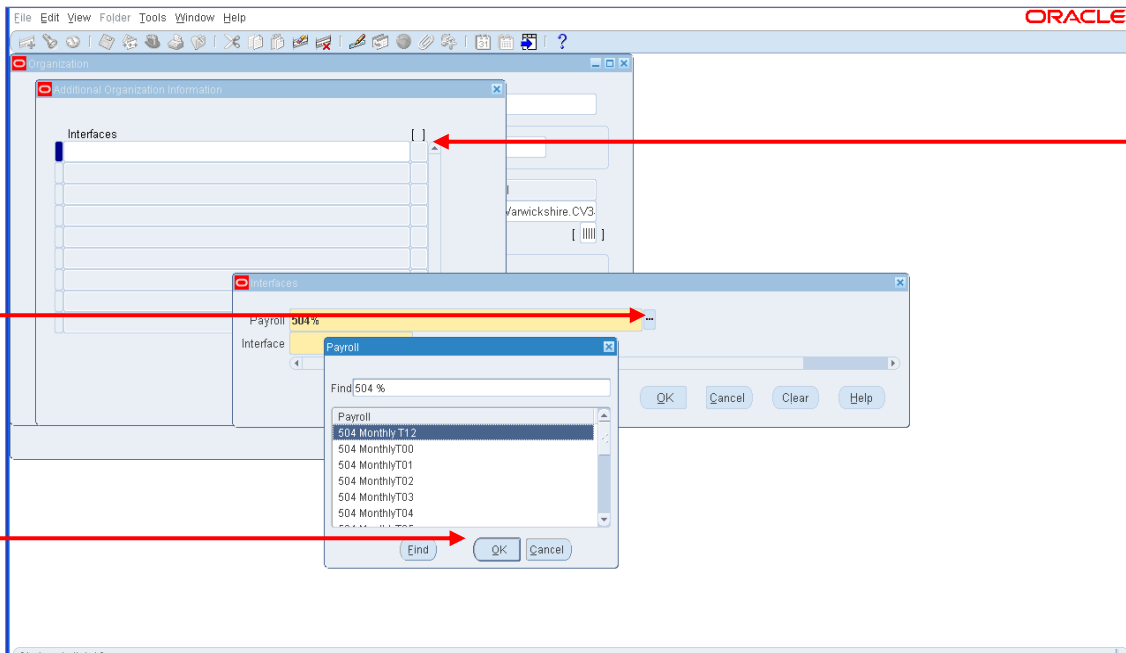 File Edit View Folder Tools Window Help
ORACLE
Organization
Additional Organization Information
Interfaces [ ]
Warwickshire.CV3
[ ]
Interfaces
Payroll 504% ...
Interface
Payroll
Find 504 %
Payroll
504 Monthly T12
504 MonthlyT00
504 MonthlyT01
504 MonthlyT02
504 MonthlyT03
504 MonthlyT04
Find OK Cancel
OK Cancel Clear Help